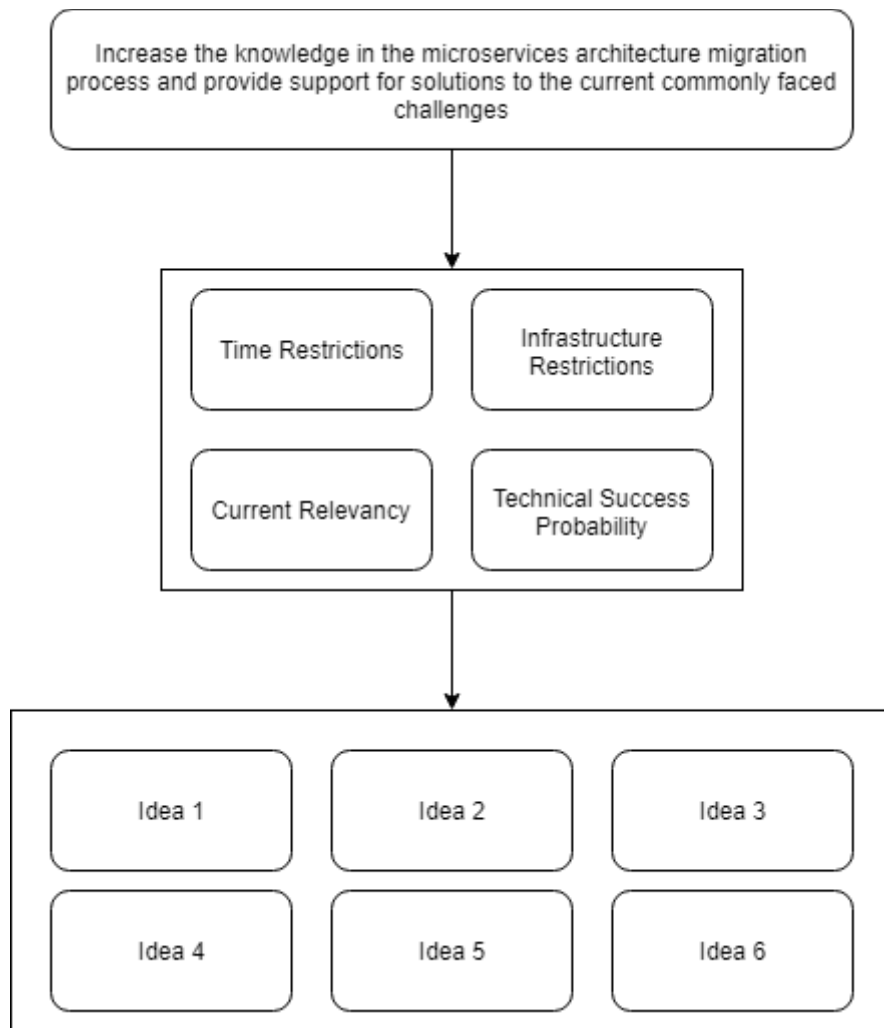 Increase the knowledge in the microservices architecture migration
process and provide support for solutions to the current commonly faced
challenges
Time Restrictions
Infrastructure
Restrictions
Current Relevancy
Technical Success
Probability
Idea 1
Idea 2
Idea 3
Idea 4
Idea 5
Idea 6